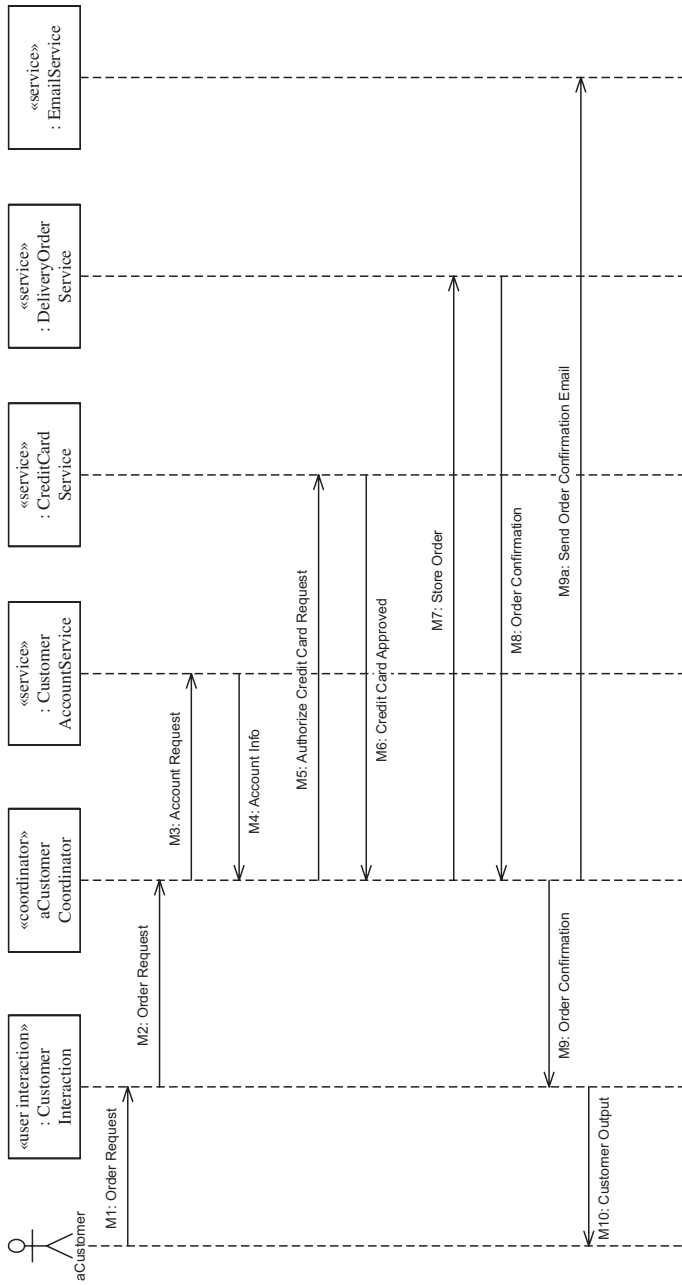 aCustomer
«user interaction»
: Customer
Interaction
«coordinator»
aCustomer
Coordinator
«service»
: Customer
AccountService
«service»
: CreditCard
Service
«service»
: DeliveryOrder
Service
«service»
: EmailService
M1: Order Request
M2: Order Request
M3: Account Request
M4: Account Info
M5: Authorize Credit Card Request
M6: Credit Card Approved
M7: Store Order
M8: Order Confirmation
M9: Order Confirmation
M9a: Send Order Confirmation Email
M10: Customer Output